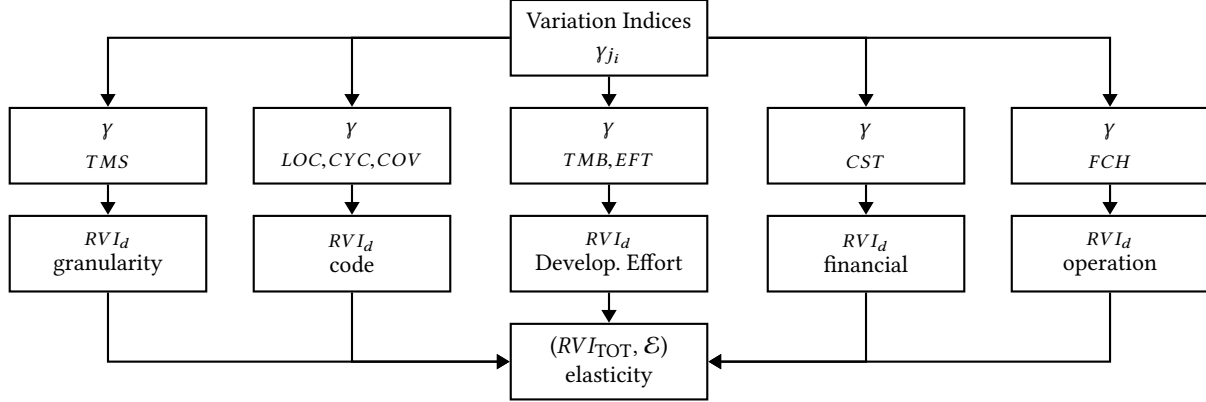 Variation Indices
γ_{j_i}
γ
TMS
γ
LOC,CYC,COV
γ
TMB,EFT
γ
CST
γ
FCH
RVI_d
granularity
RVI_d
code
RVI_d
Develop. Effort
RVI_d
financial
RVI_d
operation
(RVI_TOT, ℰ)
elasticity